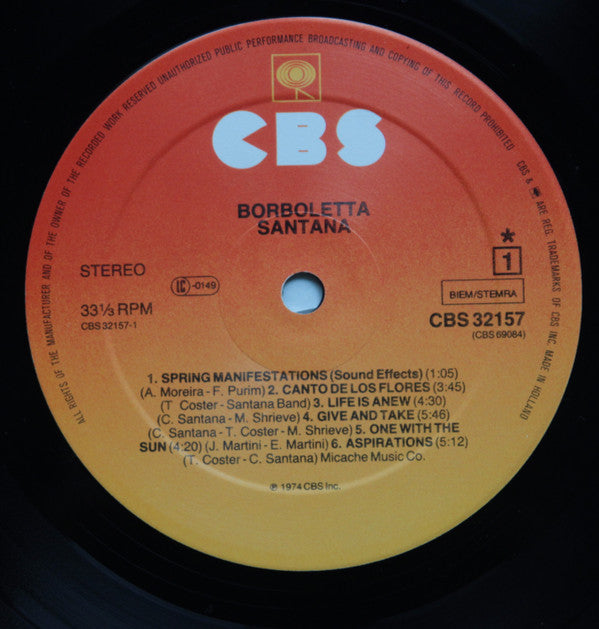 ALL RIGHTS OF THE MANUFACTURER AND OF THE OWNER OF THE RECORDED WORK RESERVED UNAUTHORIZED PUBLIC PERFORMANCE BROADCASTING AND COPYING OF THIS RECORD PROHIBITED
CBS & ARE REG. TRADEMARKS OF CBS INC. MADE IN HOLLAND
CBS
BORBOLETTA
SANTANA
STEREO
IC -0149
*
1
33⅓ RPM
CBS 32157-1
BIEM/STEMRA
CBS 32157
(CBS 69084)
1. SPRING MANIFESTATIONS (Sound Effects) (1:05)
(A. Moreira - F. Purim) 2. CANTO DE LOS FLORES (3:45)
(T Coster - Santana Band) 3. LIFE IS ANEW (4:30)
(C. Santana - M. Shrieve) 4. GIVE AND TAKE (5:46)
(C. Santana - T. Coster - M. Shrieve) 5. ONE WITH THE
SUN (4:20) (J. Martini - E. Martini) 6. ASPIRATIONS (5:12)
(T. Coster - C. Santana) Micache Music Co.
℗ 1974 CBS Inc.